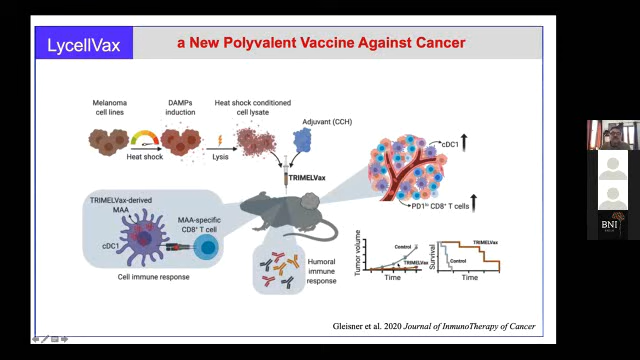 LycellVax
a New Polyvalent Vaccine Against Cancer
Melanoma
cell lines
DAMPs
induction
Heat shock conditioned
cell lysate
Heat shock
Lysis
Adjuvant (CCH)
TRIMELVax
cDC1
PD1hi CD8+ T cells
TRIMELVax-derived
MAA
MAA-specific
CD8+ T cell
cDC1
Cell immune response
Humoral
immune
response
Tumor volume
Control
TRIMELVax
Time
Survival
TRIMELVax
Control
Time
Gleisner et al. 2020 Journal of InmunoTherapy of Cancer
BNI